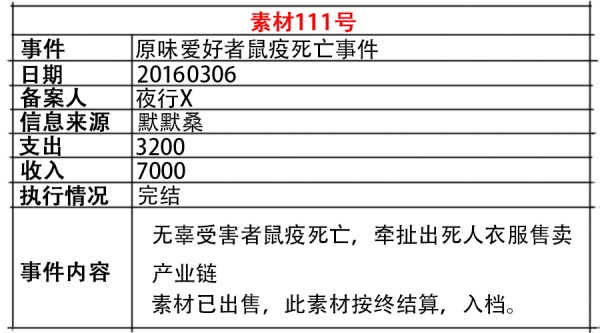 素材111号
事件 原味爱好者鼠疫死亡事件
日期 20160306
备案人 夜行X
信息来源 默默桑
支出 3200
收入 7000
执行情况 完结
事件内容 无辜受害者鼠疫死亡，牵扯出死人衣服售卖
产业链
素材已出售，此素材按终结算，入档。